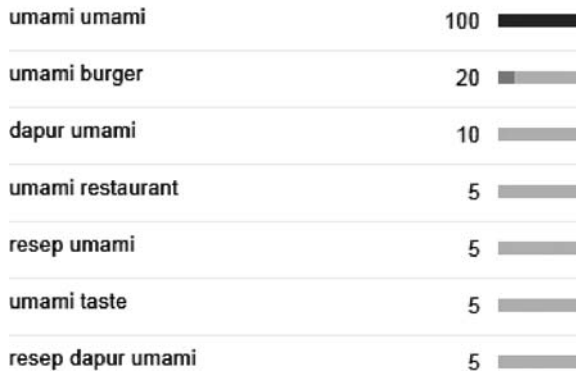 umami umami 100
umami burger 20
dapur umami 10
umami restaurant 5
resep umami 5
umami taste 5
resep dapur umami 5